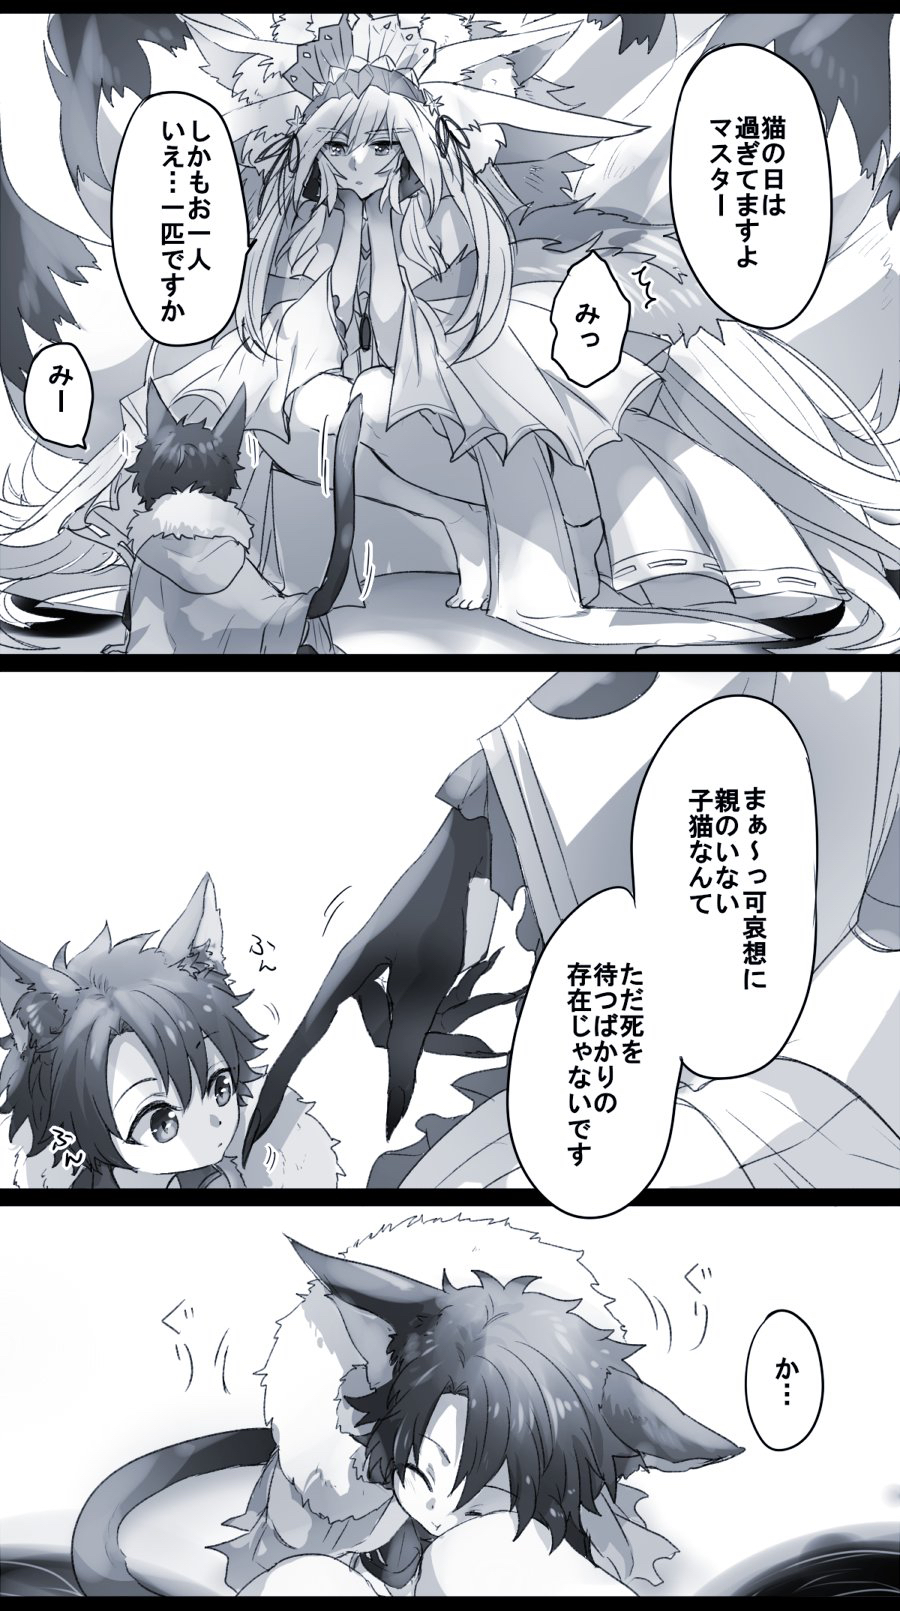 猫の日は
過ぎてますよ
マスター
みっ
しかもお一人
いえ…一匹ですか
みー
まぁ～っ可哀想に
親のいない
子猫なんて
ただ死を
待つばかりの
存在じゃないです
ふん
ふん
か…
ぐり
ぐり